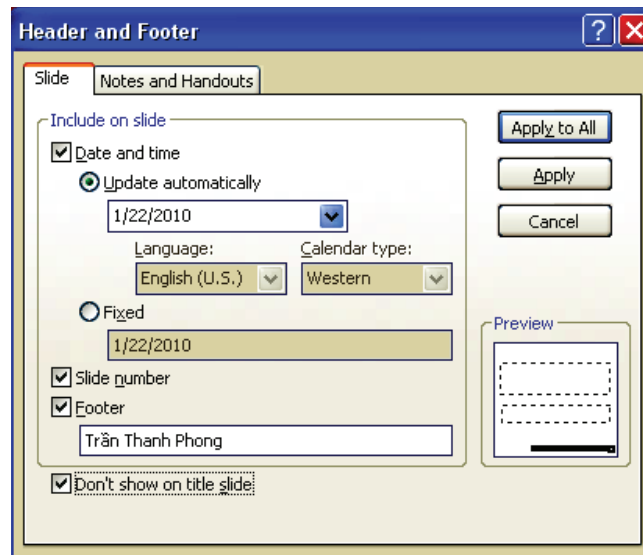 Header and Footer
Slide
Notes and Handouts
Include on slide
Date and time
Update automatically
1/22/2010
Language:
Calendar type:
English (U.S.)
Western
Fixed
1/22/2010
Slide number
Footer
Trần Thanh Phong
Don't show on title slide
Apply to All
Apply
Cancel
Preview